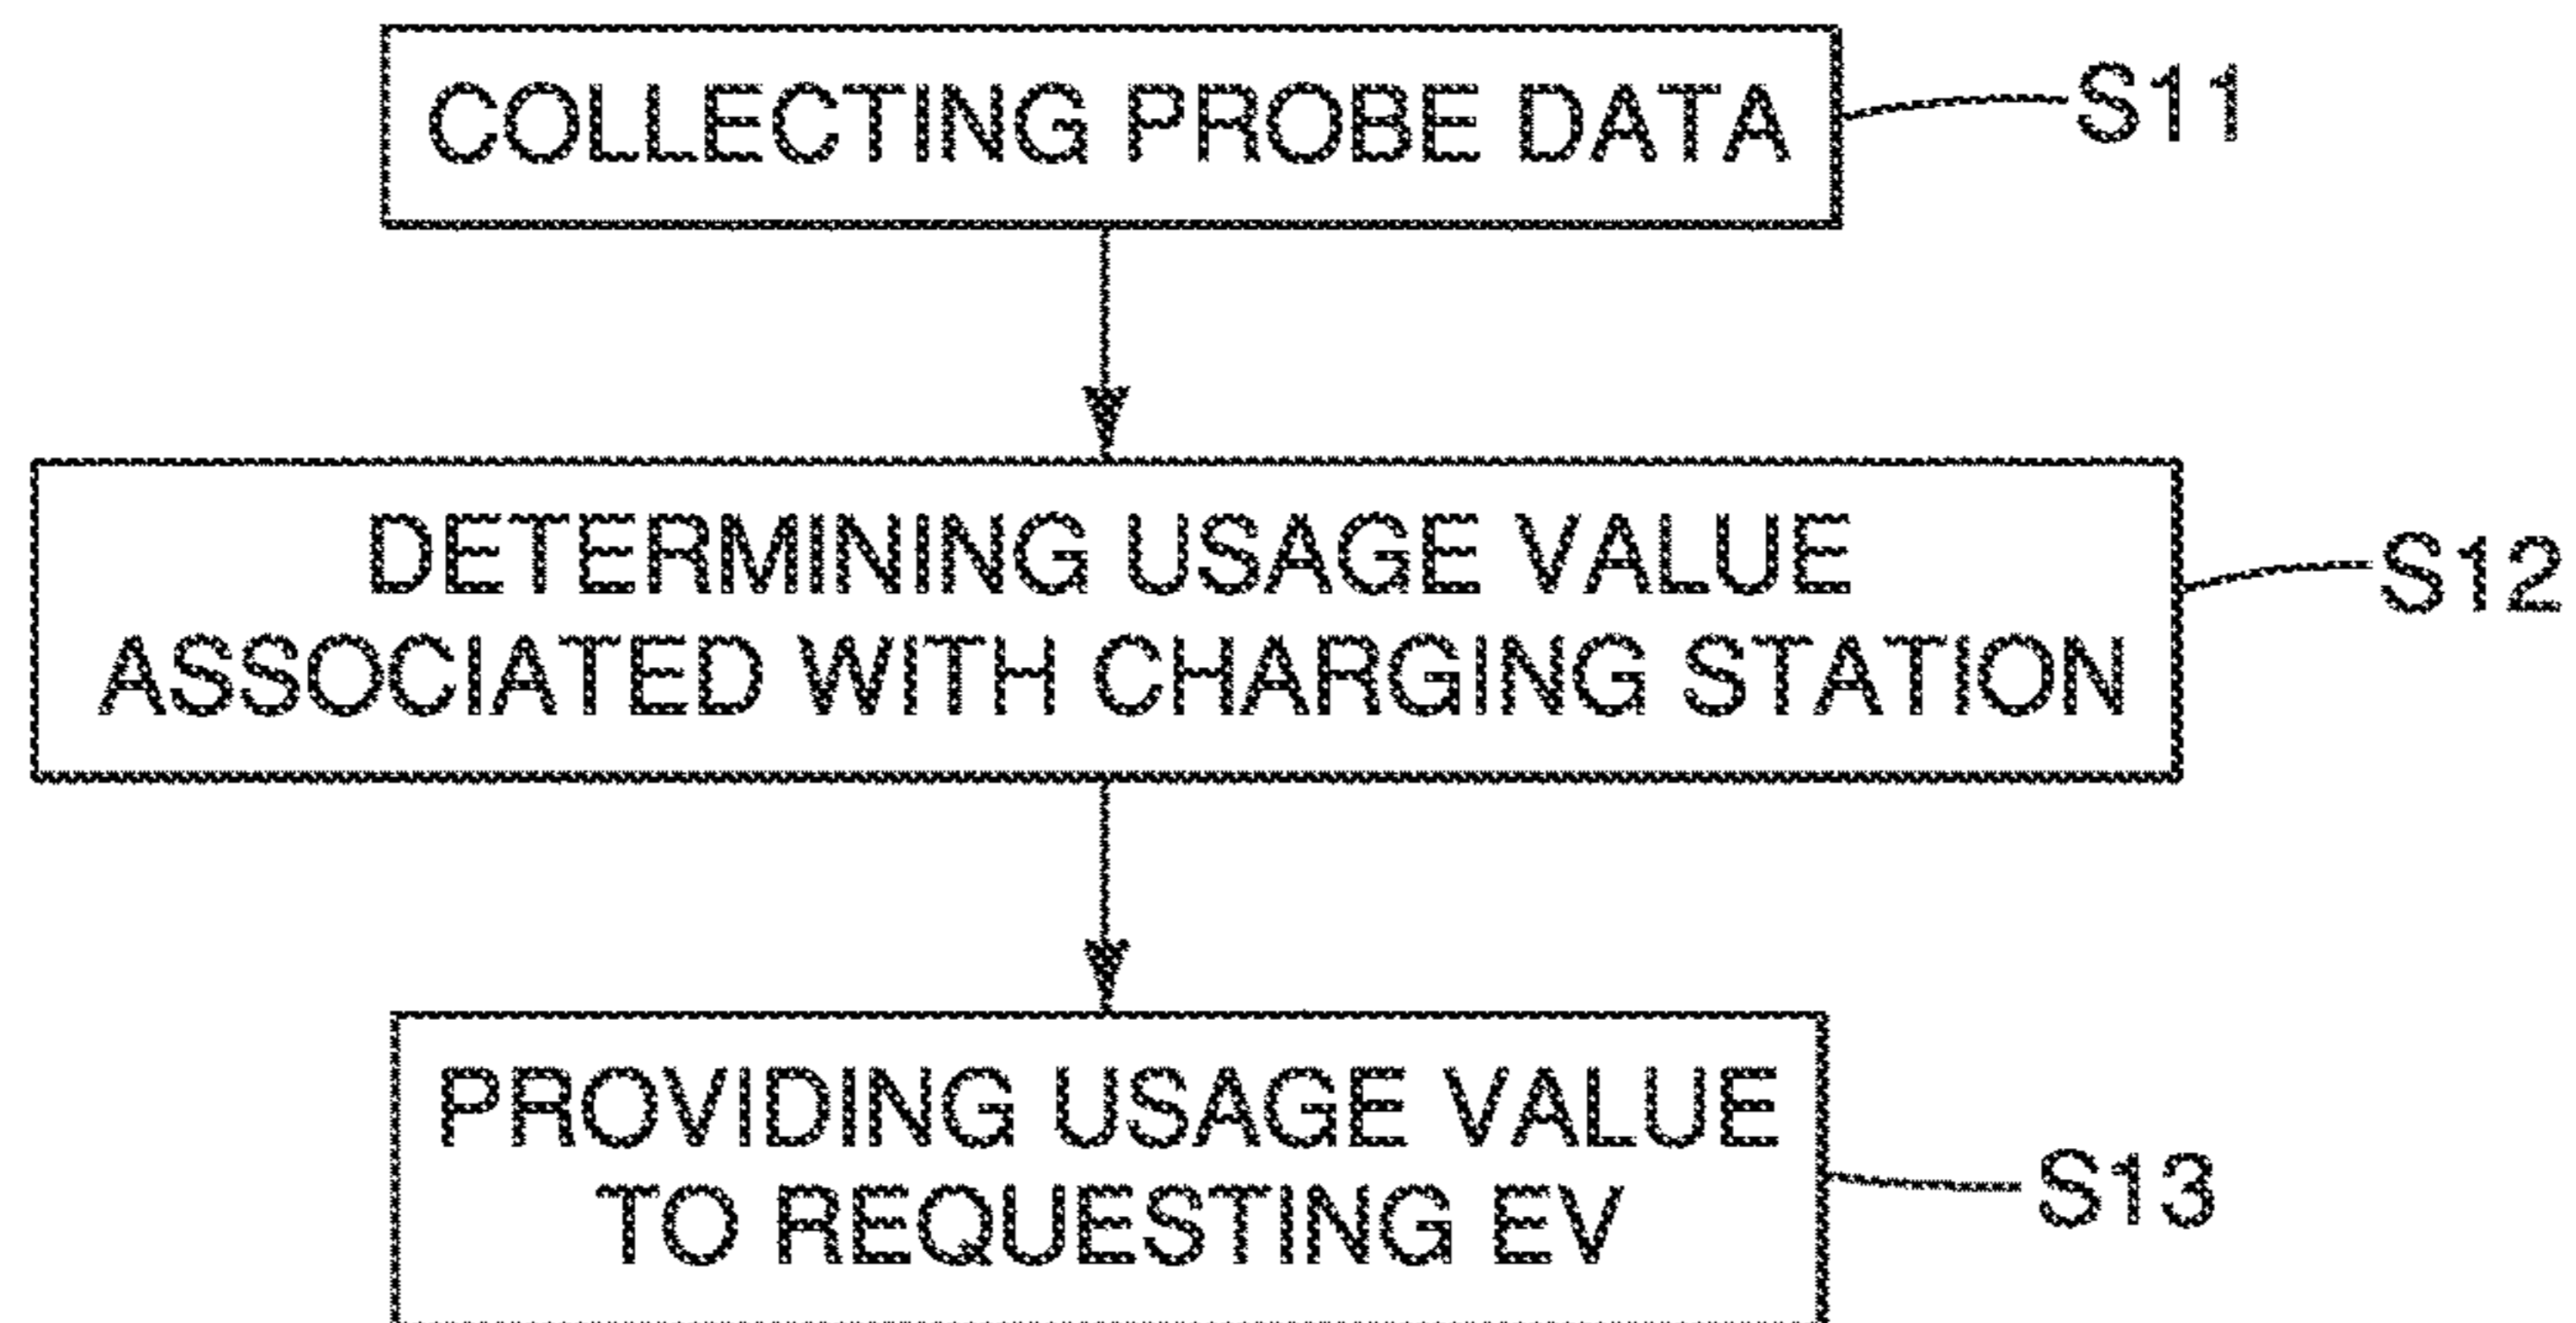 COLLECTING PROBE DATA
S11
DETERMINING USAGE VALUE
ASSOCIATED WITH CHARGING STATION
S12
PROVIDING USAGE VALUE
TO REQUESTING EV
S13